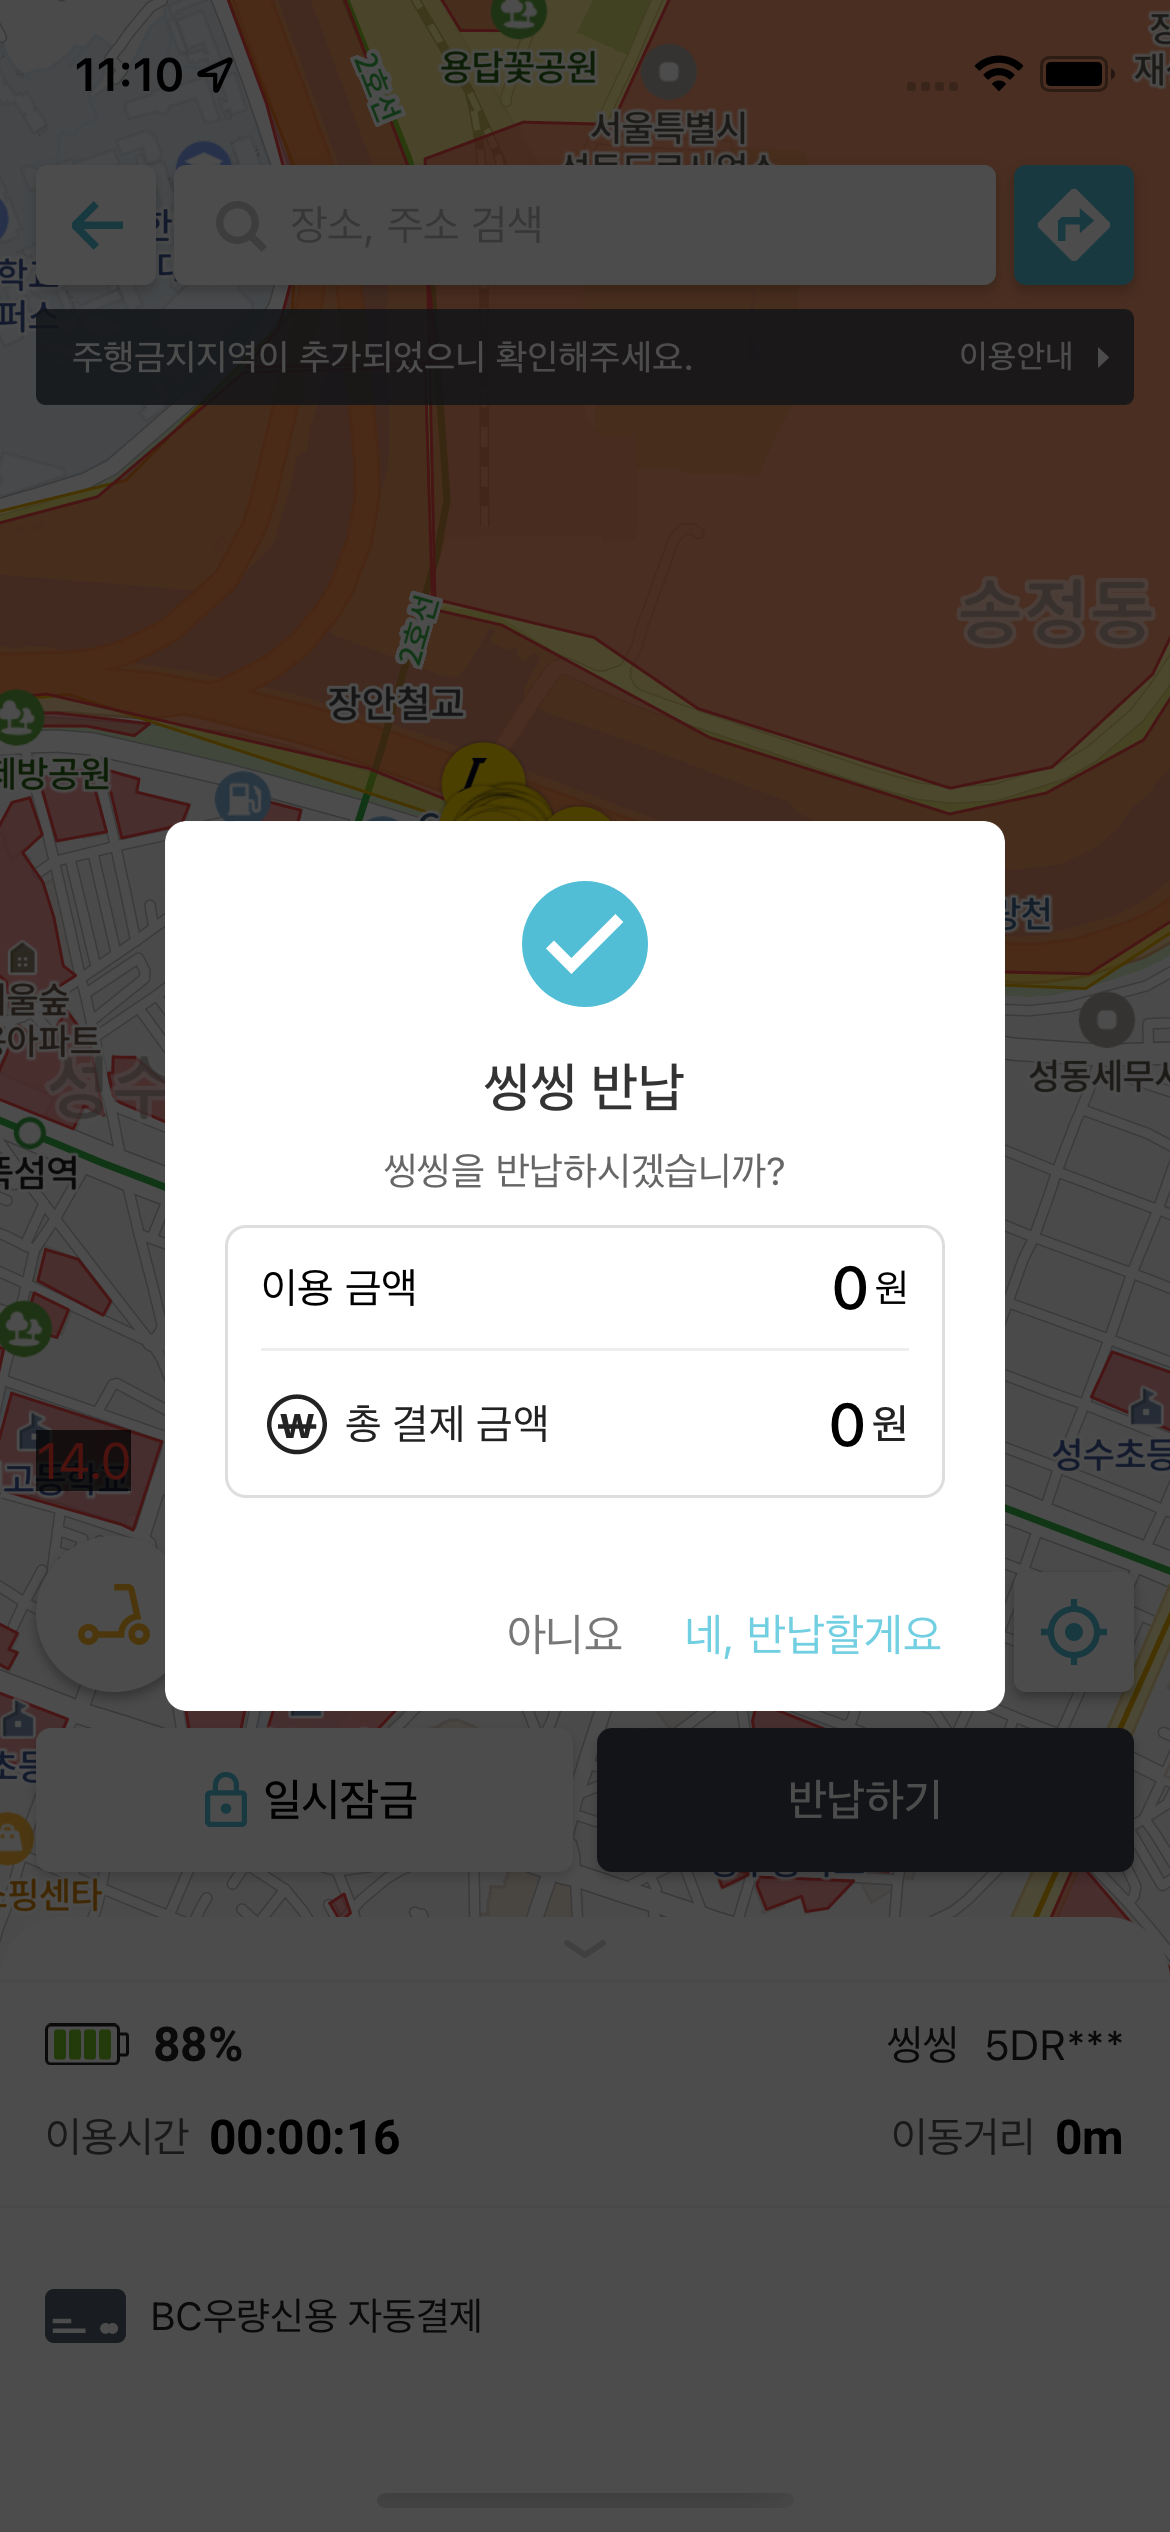 11:10
2호선
용답꽃공원
서울특별시
장소, 주소 검색
주행금지지역이 추가되었으니 확인해주세요.
이용안내
송정동
2호선
장안철교
제방공원
씽씽 반납
씽씽을 반납하시겠습니까?
이용 금액 0 원
총 결제 금액 0 원
아니요 네, 반납할게요
성수
뚝섬역
성동세무서
성수초등
14.0
고등학교
일시잠금
반납하기
쇼핑센타
88%
씽씽 5DR***
이용시간 00:00:16
이동거리 0m
BC우량신용 자동결제